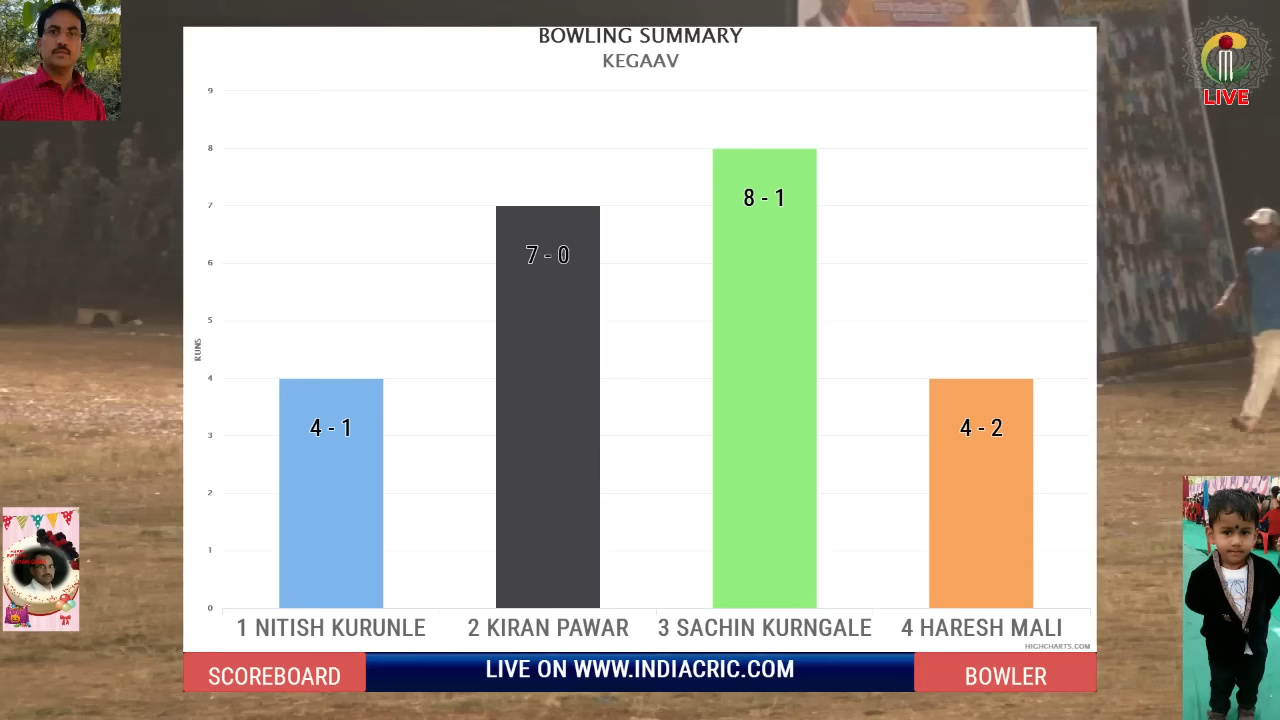 BOWLING SUMMARY
KEGAAV
LIVE
9
8
7
6
5
4
3
2
1
0
RUNS
4 - 1
7 - 0
8 - 1
4 - 2
1 NITISH KURUNLE
2 KIRAN PAWAR
3 SACHIN KURNGALE
4 HARESH MALI
HIGHCHARTS.COM
SCOREBOARD
LIVE ON WWW.INDIACRIC.COM
BOWLER